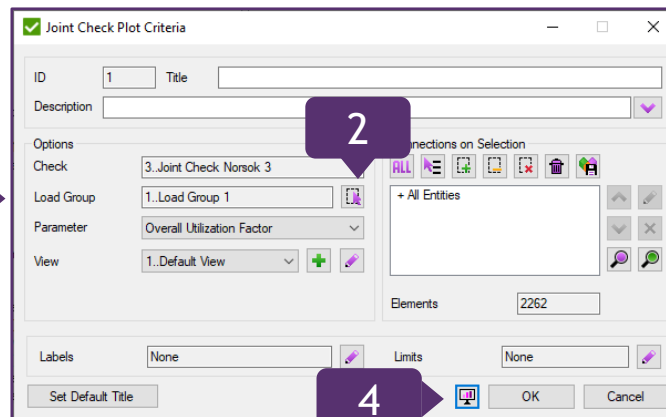 Joint Check Plot Criteria
ID 1 Title
Description
2
Options
Check 3..Joint Check Norsok 3
Load Group 1..Load Group 1
Parameter Overall Utilization Factor
View 1..Default View
on Selection
ALL
+ All Entities
Elements 2262
Labels None
Limits None
Set Default Title
4
OK Cancel